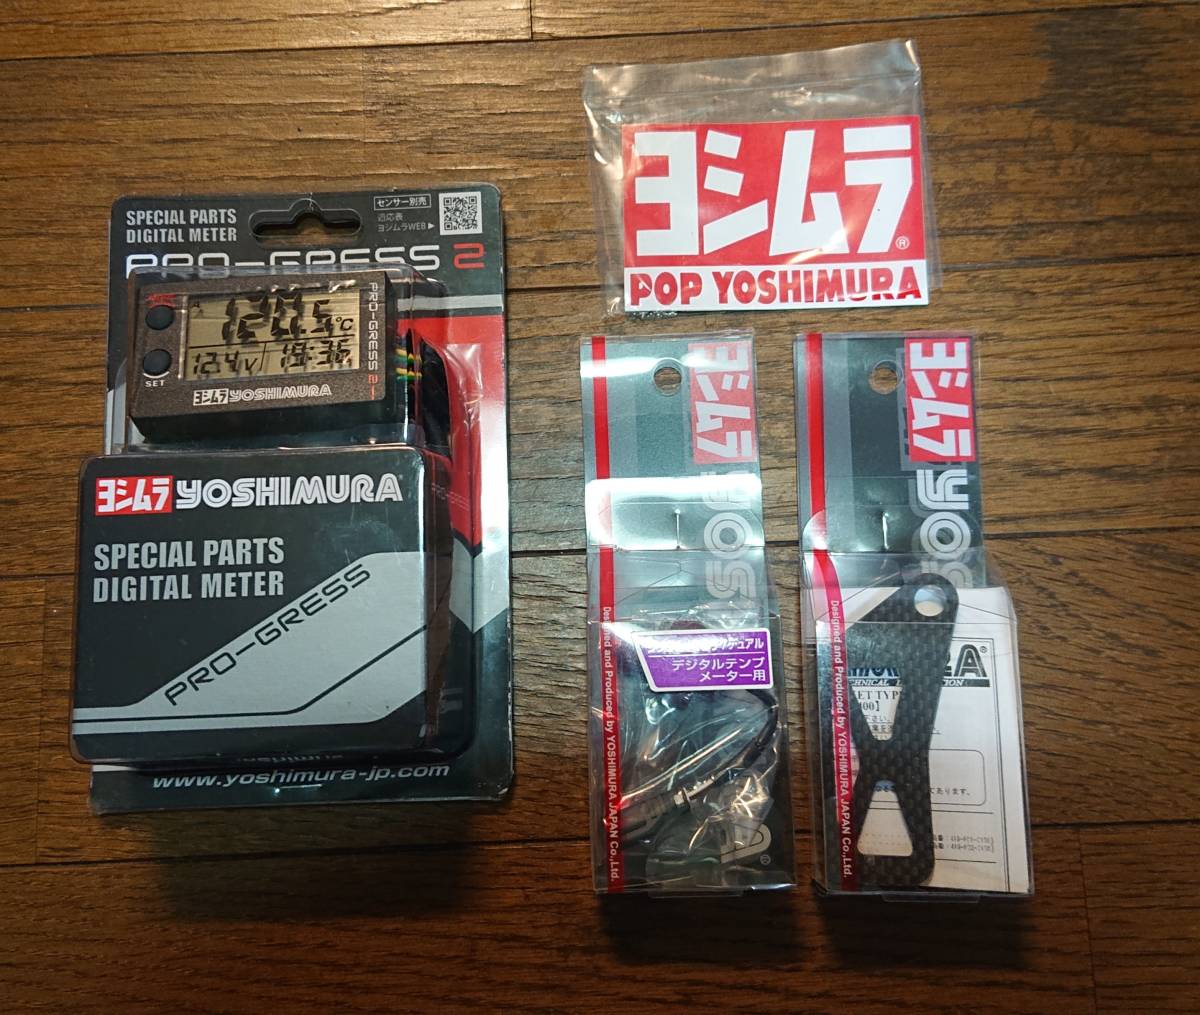 SPECIAL PARTS
DIGITAL METER
センサー別売
適応表
ヨシムラWEB▶
PRO-GRESS 2
120.5℃
12.4V
18:36
SET
PRO-GRESS 2
ヨシムラ YOSHIMURA
ヨシムラ YOSHIMURA
SPECIAL PARTS
DIGITAL METER
PRO-GRESS
www.yoshimura-jp.com
ヨシムラ®
POP YOSHIMURA
ヨシムラ
デジタルテンプ
メーター用
Designed and Produced by YOSHIMURA JAPAN Co.,Ltd.
ヨシムラ
Designed and Produced by YOSHIMURA JAPAN Co.,Ltd.